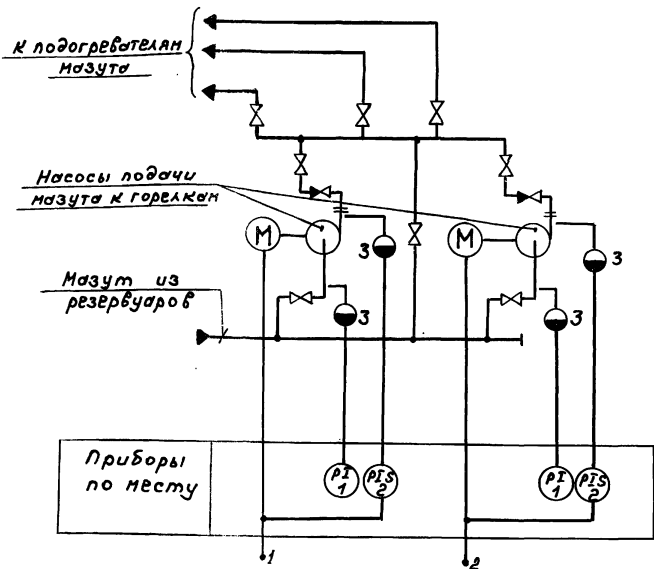 к подогревателям
мазута
Насосы подачи
мазута к горелкам
М
М
3
3
Мазут из
резервуаров
3
3
Приборы
по месту
PI
1
PIS
2
PI
1
PIS
2
1
2